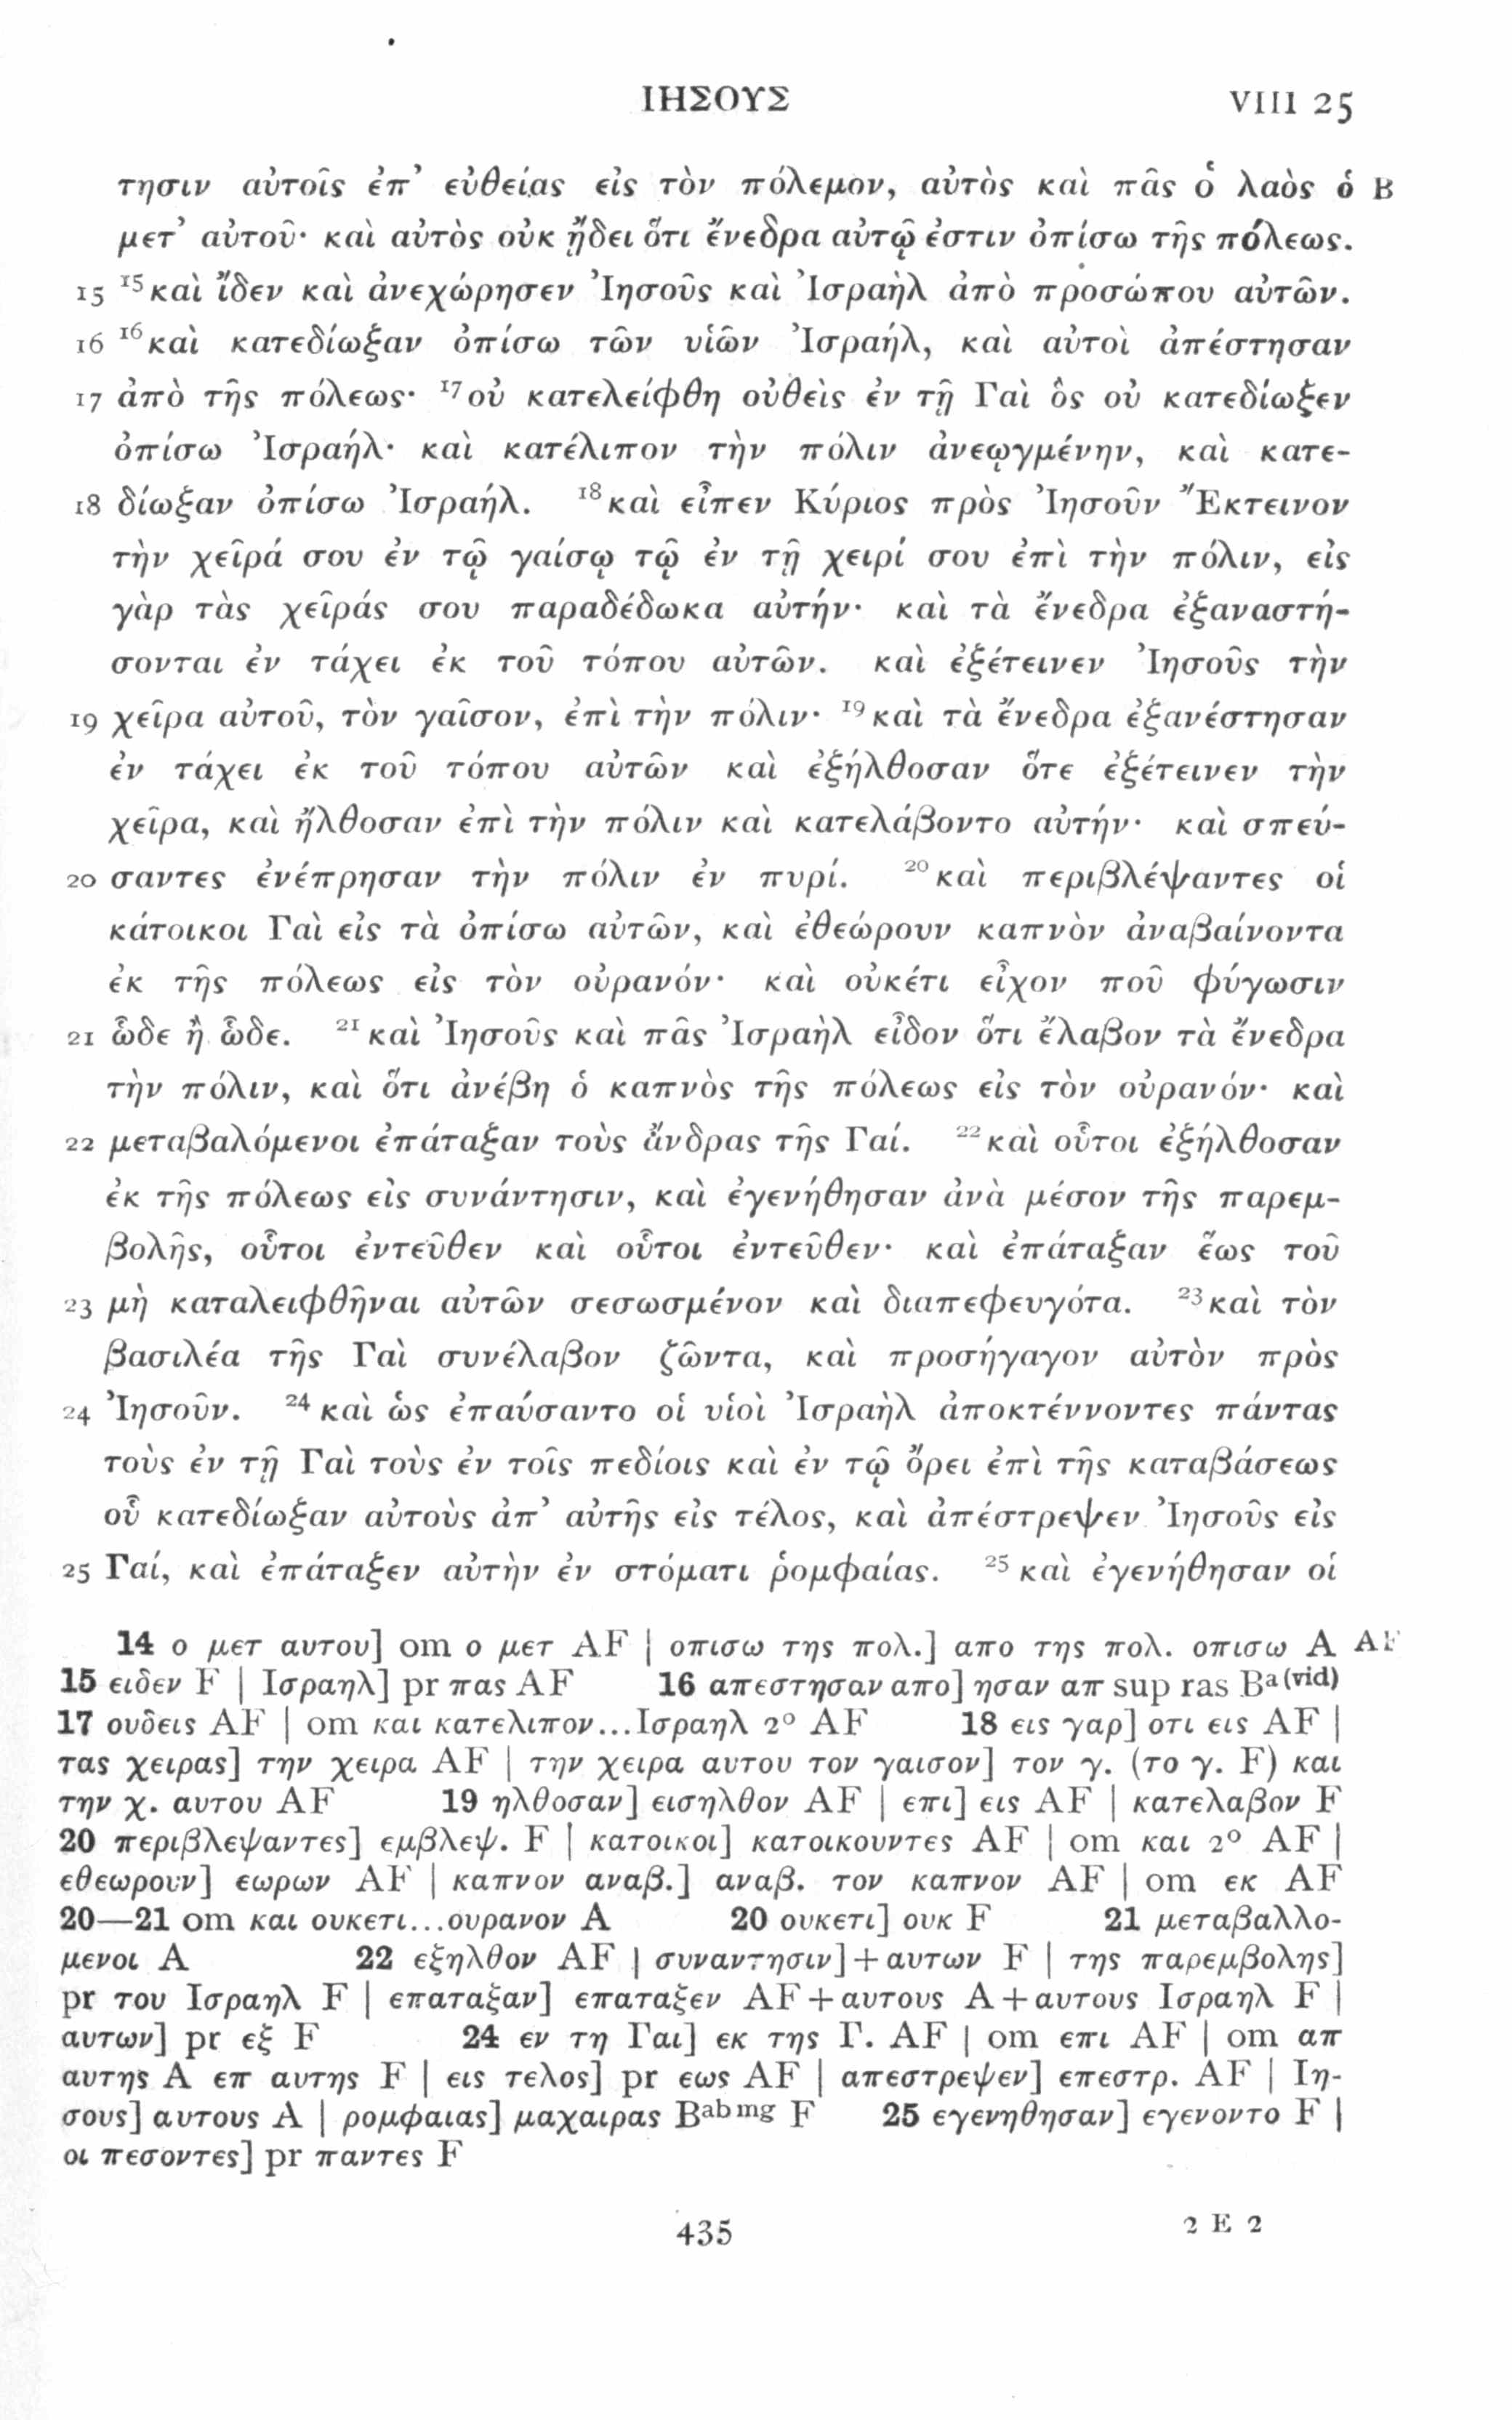 ΙΗΣΟΥΣ VIII 25
τησιν αὐτοῖς ἐπ’ εὐθείας εἰς τὸν πόλεμον, αὐτὸς καὶ πᾶς ὁ λαὸς ὁ B
μετ’ αὐτοῦ· καὶ αὐτὸς οὐκ ᾔδει ὅτι ἔνεδρα αὐτῷ ἐστιν ὀπίσω τῆς πόλεως.
15 ¹⁵καὶ ἴδεν καὶ ἀνεχώρησεν Ἰησοῦς καὶ Ἰσραὴλ ἀπὸ προσώπου αὐτῶν.
16 ¹⁶καὶ κατεδίωξαν ὀπίσω τῶν υἱῶν Ἰσραήλ, καὶ αὐτοὶ ἀπέστησαν
17 ἀπὸ τῆς πόλεως· ¹⁷οὐ κατελείφθη οὐθεὶς ἐν τῇ Γαὶ ὃς οὐ κατεδίωξεν
ὀπίσω Ἰσραήλ· καὶ κατέλιπον τὴν πόλιν ἀνεῳγμένην, καὶ κατε-
18 δίωξαν ὀπίσω Ἰσραήλ. ¹⁸καὶ εἶπεν Κύριος πρὸς Ἰησοῦν Ἔκτεινον
τὴν χεῖρά σου ἐν τῷ γαίσῳ τῷ ἐν τῇ χειρί σου ἐπὶ τὴν πόλιν, εἰς
γὰρ τὰς χεῖράς σου παραδέδωκα αὐτήν· καὶ τὰ ἔνεδρα ἐξαναστή-
σονται ἐν τάχει ἐκ τοῦ τόπου αὐτῶν. καὶ ἐξέτεινεν Ἰησοῦς τὴν
19 χεῖρα αὐτοῦ, τὸν γαῖσον, ἐπὶ τὴν πόλιν· ¹⁹καὶ τὰ ἔνεδρα ἐξανέστησαν
ἐν τάχει ἐκ τοῦ τόπου αὐτῶν καὶ ἐξήλθοσαν ὅτε ἐξέτεινεν τὴν
χεῖρα, καὶ ἤλθοσαν ἐπὶ τὴν πόλιν καὶ κατελάβοντο αὐτήν· καὶ σπεύ-
20 σαντες ἐνέπρησαν τὴν πόλιν ἐν πυρί. ²⁰καὶ περιβλέψαντες οἱ
κάτοικοι Γαὶ εἰς τὰ ὀπίσω αὐτῶν, καὶ ἐθεώρουν καπνὸν ἀναβαίνοντα
ἐκ τῆς πόλεως εἰς τὸν οὐρανόν· καὶ οὐκέτι εἶχον ποῦ φύγωσιν
21 ὧδε ἢ ὧδε. ²¹καὶ Ἰησοῦς καὶ πᾶς Ἰσραὴλ εἶδον ὅτι ἔλαβον τὰ ἔνεδρα
τὴν πόλιν, καὶ ὅτι ἀνέβη ὁ καπνὸς τῆς πόλεως εἰς τὸν οὐρανόν· καὶ
22 μεταβαλόμενοι ἐπάταξαν τοὺς ἄνδρας τῆς Γαί. ²²καὶ οὗτοι ἐξήλθοσαν
ἐκ τῆς πόλεως εἰς συνάντησιν, καὶ ἐγενήθησαν ἀνὰ μέσον τῆς παρεμ-
βολῆς, οὗτοι ἐντεῦθεν καὶ οὗτοι ἐντεῦθεν· καὶ ἐπάταξαν ἕως τοῦ
23 μὴ καταλειφθῆναι αὐτῶν σεσωσμένον καὶ διαπεφευγότα. ²³καὶ τὸν
βασιλέα τῆς Γαὶ συνέλαβον ζῶντα, καὶ προσήγαγον αὐτὸν πρὸς
24 Ἰησοῦν. ²⁴καὶ ὡς ἐπαύσαντο οἱ υἱοὶ Ἰσραὴλ ἀποκτέννοντες πάντας
τοὺς ἐν τῇ Γαὶ τοὺς ἐν τοῖς πεδίοις καὶ ἐν τῷ ὄρει ἐπὶ τῆς καταβάσεως
οὗ κατεδίωξαν αὐτοὺς ἀπ’ αὐτῆς εἰς τέλος, καὶ ἀπέστρεψεν Ἰησοῦς εἰς
25 Γαί, καὶ ἐπάταξεν αὐτὴν ἐν στόματι ῥομφαίας. ²⁵καὶ ἐγενήθησαν οἱ
14 ο μετ αυτου] om ο μετ AF | οπισω της πολ.] απο της πολ. οπισω A AF
15 ειδεν F | Ισραηλ] pr πας AF 16 απεστησαν απο] ησαν απ sup ras Bᵃ⁽ᵛⁱᵈ⁾
17 ουδεις AF | om και κατελιπον...Ισραηλ 2° AF 18 εις γαρ] οτι εις AF |
τας χειρας] την χειρα AF | την χειρα αυτου τον γαισον] τον γ. (το γ. F) και
την χ. αυτου AF 19 ηλθοσαν] εισηλθον AF | επι] εις AF | κατελαβον F
20 περιβλεψαντες] εμβλεψ. F | κατοικοι] κατοικουντες AF | om και 2° AF |
εθεωρουν] εωρων AF | καπνον αναβ.] αναβ. τον καπνον AF | om εκ AF
20—21 om και ουκετι...ουρανον A 20 ουκετι] ουκ F 21 μεταβαλλο-
μενοι A 22 εξηλθον AF | συναντησιν]+αυτων F | της παρεμβολης]
pr του Ισραηλ F | επαταξαν] επαταξεν AF+αυτους A+αυτους Ισραηλ F |
αυτων] pr εξ F 24 εν τη Γαι] εκ της Γ. AF | om επι AF | om απ
αυτης A επ αυτης F | εις τελος] pr εως AF | απεστρεψεν] επεστρ. AF | Ιη-
σους] αυτους A | ρομφαιας] μαχαιρας Bᵃᵇᵐᵍ F 25 εγενηθησαν] εγενοντο F |
οι πεσοντες] pr παντες F
435 2 E 2